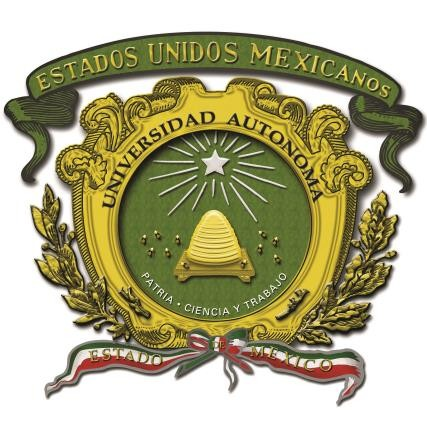 ESTADOS UNIDOS MEXICANOS
UNIVERSIDAD AUTONOMA
PATRIA · CIENCIA Y TRABAJO
ESTADO DE MEXICO